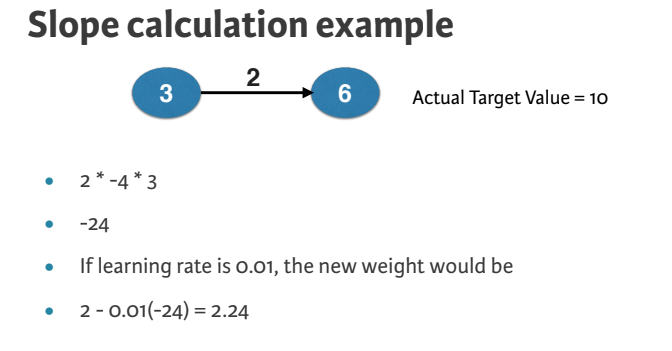 Slope calculation example
2
3
6
Actual Target Value = 10
• 2 * -4 * 3
• -24
• If learning rate is 0.01, the new weight would be
• 2 - 0.01(-24) = 2.24